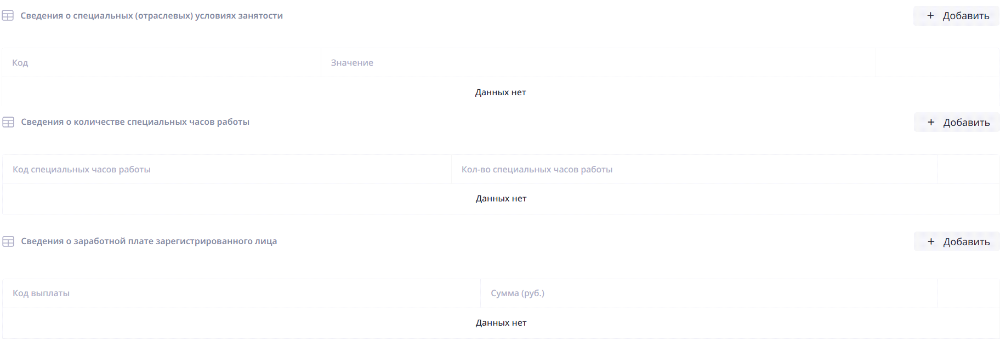 Сведения о специальных (отраслевых) условиях занятости
+ Добавить
Код Значение
Данных нет
Сведения о количестве специальных часов работы
+ Добавить
Код специальных часов работы Кол-во специальных часов работы
Данных нет
Сведения о заработной плате зарегистрированного лица
+ Добавить
Код выплаты Сумма (руб.)
Данных нет